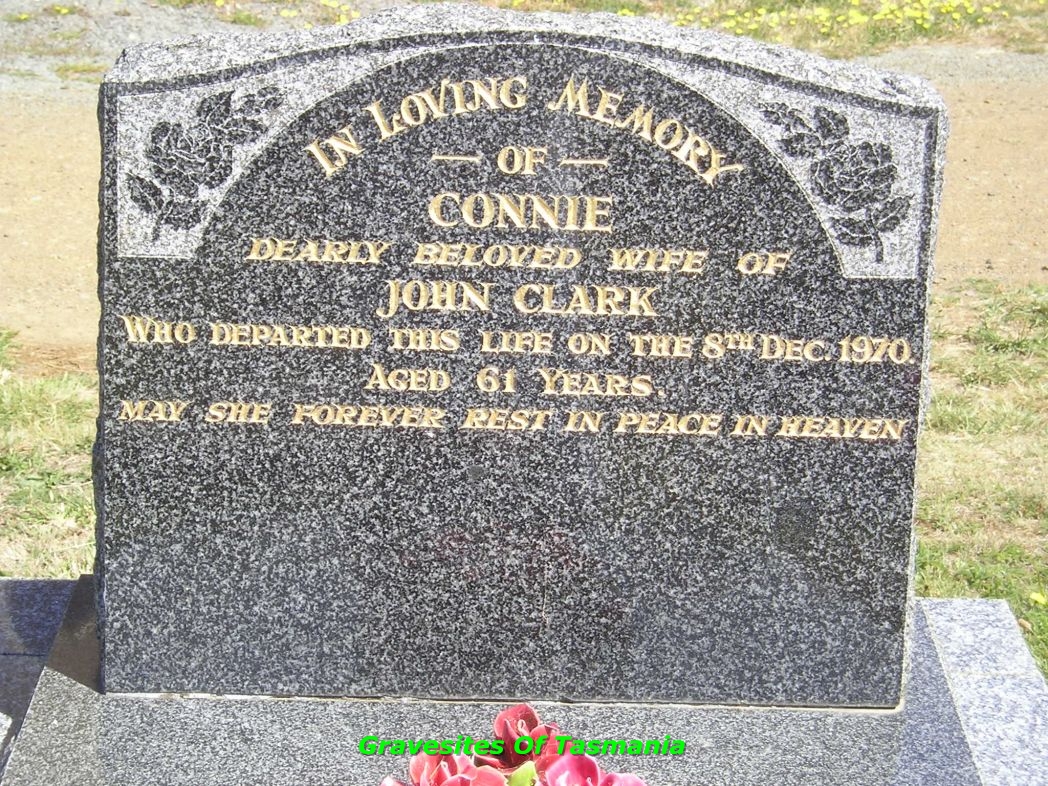 IN LOVING MEMORY
— OF —
CONNIE
DEARLY BELOVED WIFE OF
JOHN CLARK
WHO DEPARTED THIS LIFE ON THE 8TH DEC. 1970.
AGED 61 YEARS.
MAY SHE FOREVER REST IN PEACE IN HEAVEN
Gravesites Of Tasmania